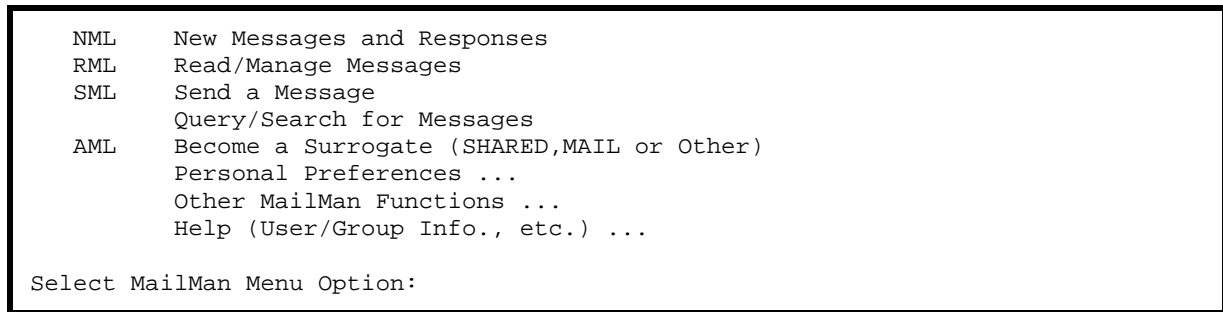 NML New Messages and Responses
RML Read/Manage Messages
SML Send a Message
Query/Search for Messages
AML Become a Surrogate (SHARED,MAIL or Other)
Personal Preferences ...
Other MailMan Functions ...
Help (User/Group Info., etc.) ...
Select MailMan Menu Option: